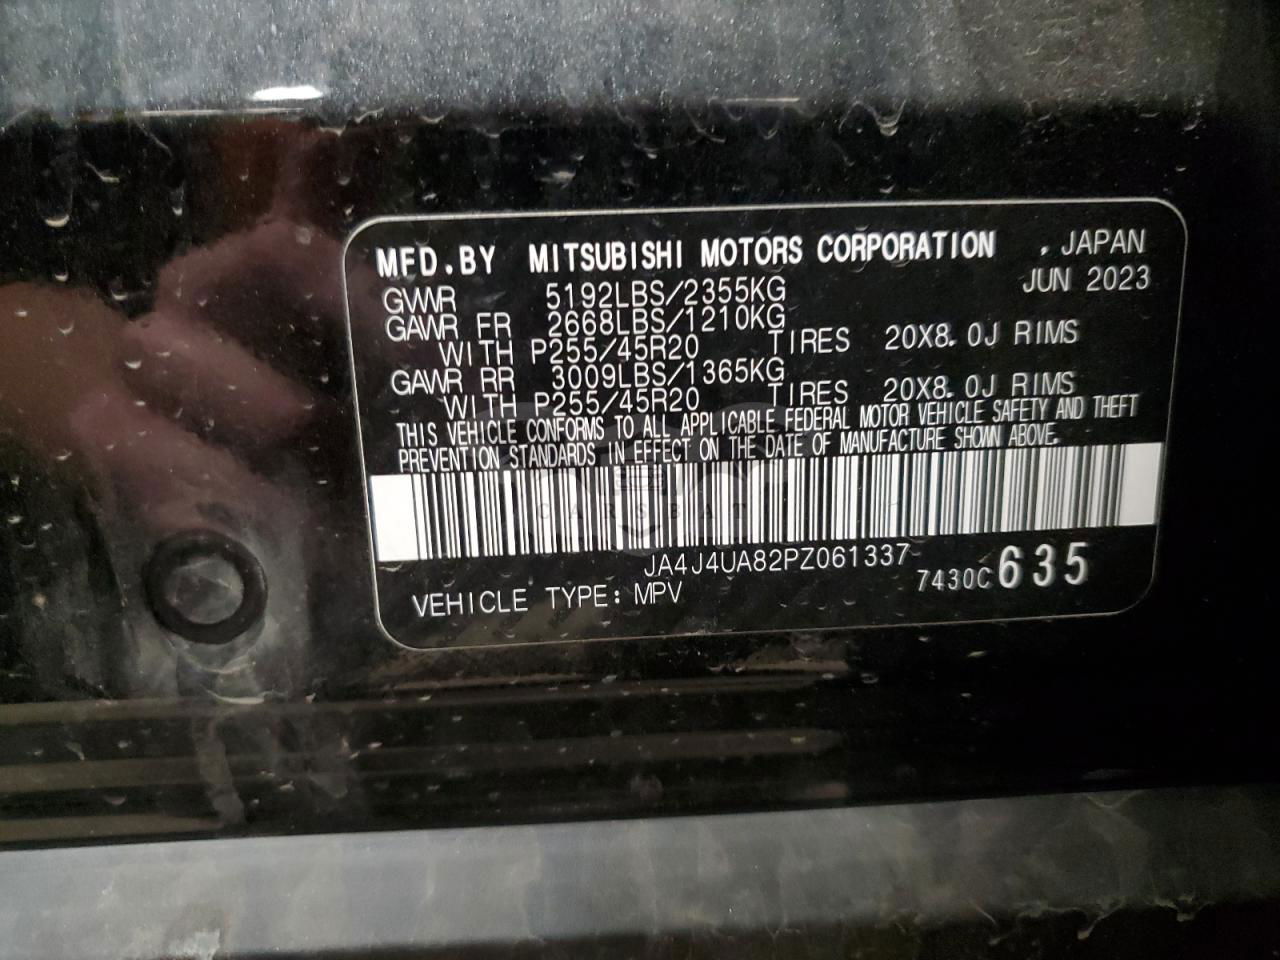 MFD.BY MITSUBISHI MOTORS CORPORATION , JAPAN
GVWR 5192LBS/2355KG JUN 2023
GAWR FR 2668LBS/1210KG
WITH P255/45R20 TIRES 20X8.0J RIMS
GAWR RR 3009LBS/1365KG
WITH P255/45R20 TIRES 20X8.0J RIMS
THIS VEHICLE CONFORMS TO ALL APPLICABLE FEDERAL MOTOR VEHICLE SAFETY AND THEFT
PREVENTION STANDARDS IN EFFECT ON THE DATE OF MANUFACTURE SHOWN ABOVE.
CARSBAT
JA4J4UA82PZ061337
VEHICLE TYPE: MPV 7430C 635